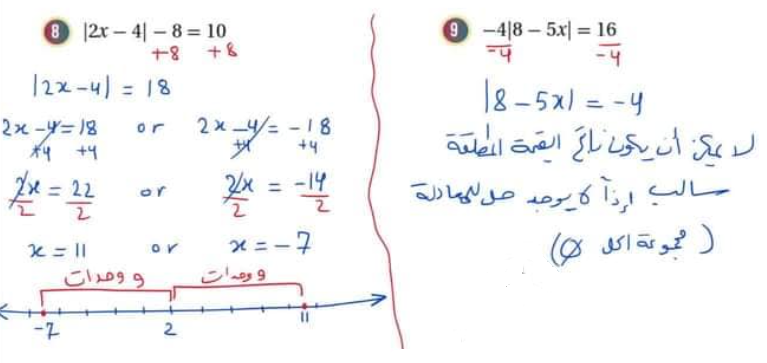 8 |2x − 4| − 8 = 10
+8 +8
|2x − 4| = 18
2x − 4 = 18 or 2x − 4 = −18
+4 +4 +4 +4
2x = 22 or 2x = −14
2 2 2 2
x = 11 or x = −7
9 وحدات 9 وحدات
−7 2 11
9 −4|8 − 5x| = 16
−4 −4
|8 − 5x| = −4
لا يمكن أن يكون ناتج القيمة المطلقة
سالب إذاً لا يوجد حل للمعادلة
(مجموعة الحل ∅)